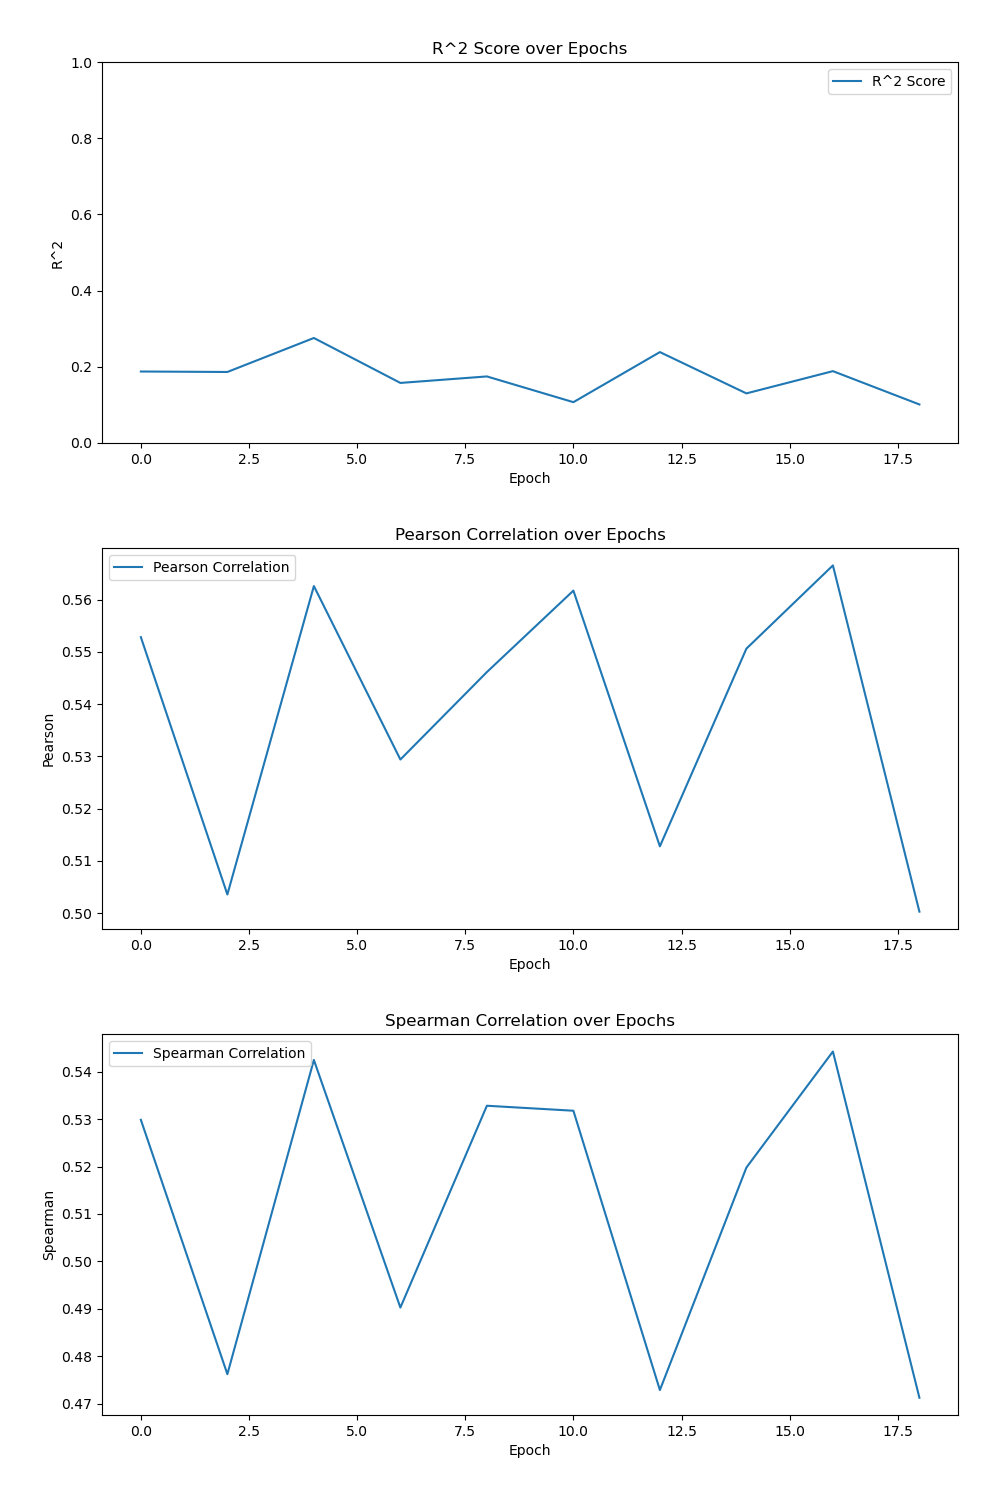 R^2 Score over Epochs
R^2 Score
1.0
0.8
0.6
0.4
0.2
0.0
R^2
0.0 2.5 5.0 7.5 10.0 12.5 15.0 17.5
Epoch
Pearson Correlation over Epochs
Pearson Correlation
0.56
0.55
0.54
0.53
0.52
0.51
0.50
Pearson
0.0 2.5 5.0 7.5 10.0 12.5 15.0 17.5
Epoch
Spearman Correlation over Epochs
Spearman Correlation
0.54
0.53
0.52
0.51
0.50
0.49
0.48
0.47
Spearman
0.0 2.5 5.0 7.5 10.0 12.5 15.0 17.5
Epoch